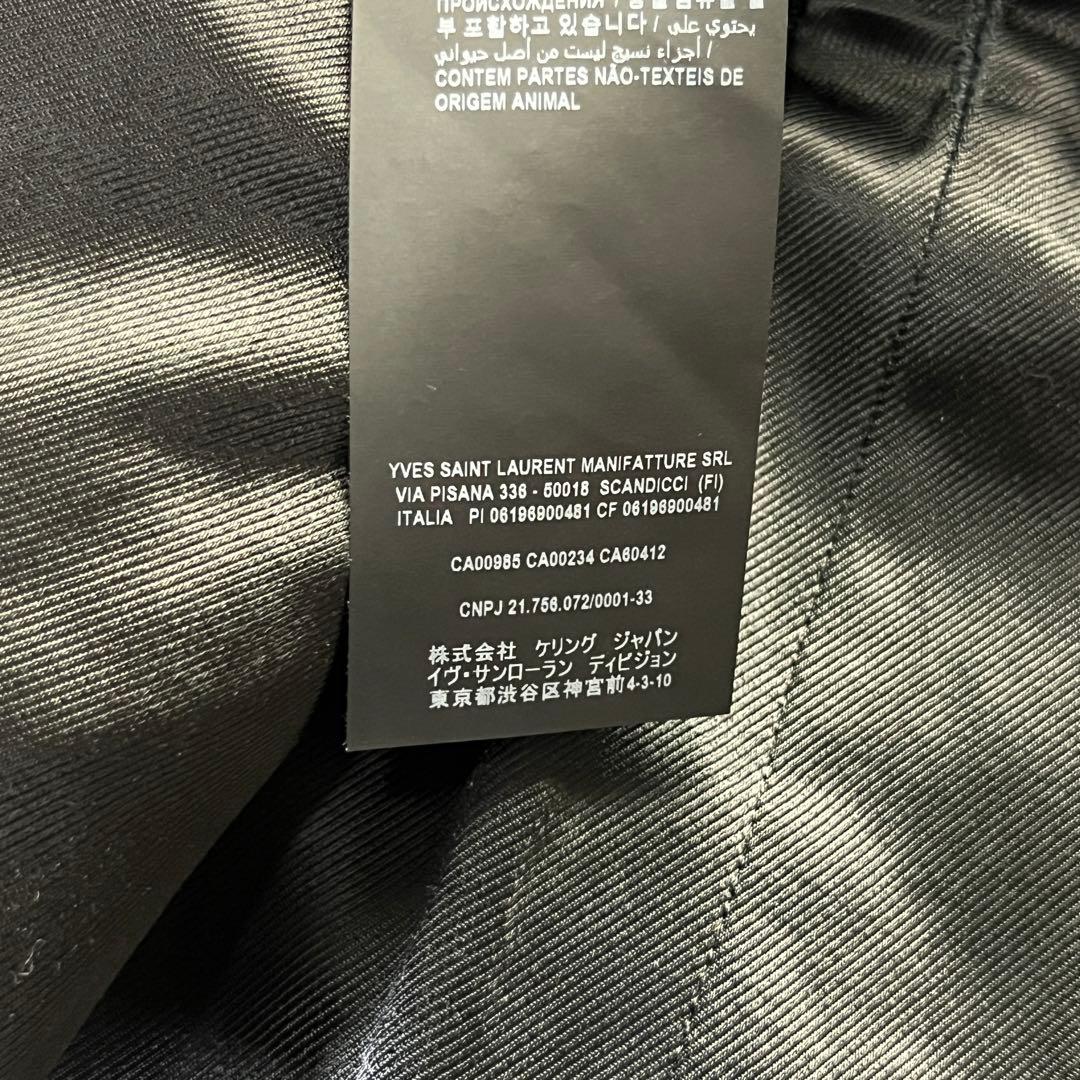 ПРОИСХОЖДЕНИЯ /
부 포함하고 있습니다 / يحتوي على
أجزاء نسيج ليست من أصل حيواني /
CONTEM PARTES NÃO-TEXTEIS DE
ORIGEM ANIMAL
YVES SAINT LAURENT MANIFATTURE SRL
VIA PISANA 336 - 50018 SCANDICCI (FI)
ITALIA PI 06196900481 CF 06196900481
CA00985 CA00234 CA60412
CNPJ 21.756.072/0001-33
株式会社 ケリング ジャパン
イヴ・サンローラン ディビジョン
東京都渋谷区神宮前4-3-10